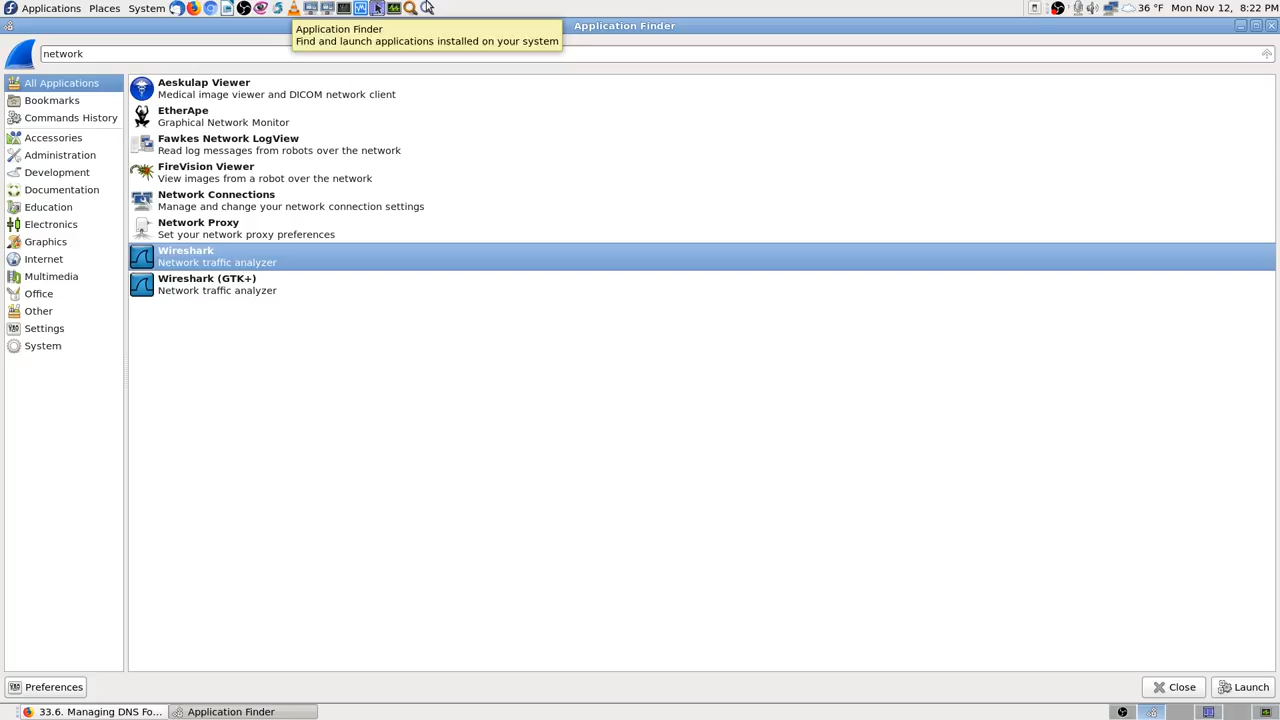 Applications Places System
36 °F Mon Nov 12, 8:22 PM
Application Finder
Application Finder
Find and launch applications installed on your system
network
All Applications
Bookmarks
Commands History
Accessories
Administration
Development
Documentation
Education
Electronics
Graphics
Internet
Multimedia
Office
Other
Settings
System
Aeskulap Viewer
Medical image viewer and DICOM network client
EtherApe
Graphical Network Monitor
Fawkes Network LogView
Read log messages from robots over the network
FireVision Viewer
View images from a robot over the network
Network Connections
Manage and change your network connection settings
Network Proxy
Set your network proxy preferences
Wireshark
Network traffic analyzer
Wireshark (GTK+)
Network traffic analyzer
Preferences
Close
Launch
33.6. Managing DNS Fo...
Application Finder